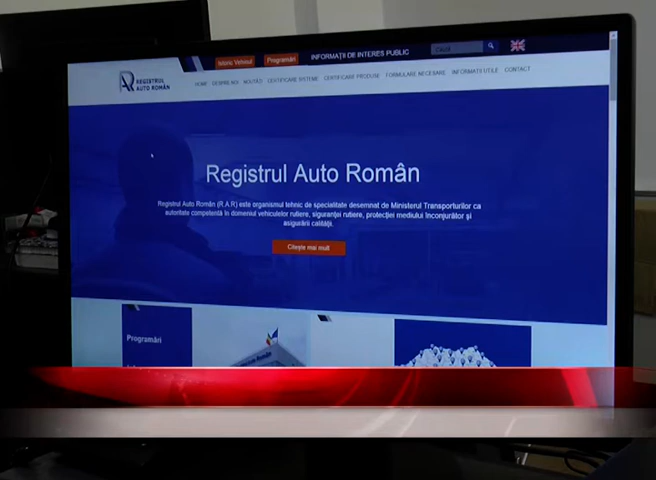 Istoric Vehicul
Programări
INFORMAȚII DE INTERES PUBLIC
REGISTRUL
AUTO ROMÂN
HOME DESPRE NOI NOUTĂȚI CERTIFICARE SISTEME CERTIFICARE PRODUSE FORMULARE NECESARE INFORMAȚII UTILE CONTACT
Registrul Auto Român
Registrul Auto Român (R.A.R) este organismul tehnic de specialitate desemnat de Ministerul Transporturilor ca
autoritate competentă în domeniul vehiculelor rutiere, siguranței rutiere, protecției mediului înconjurător și
asigurării calității.
Citește mai mult
Programări